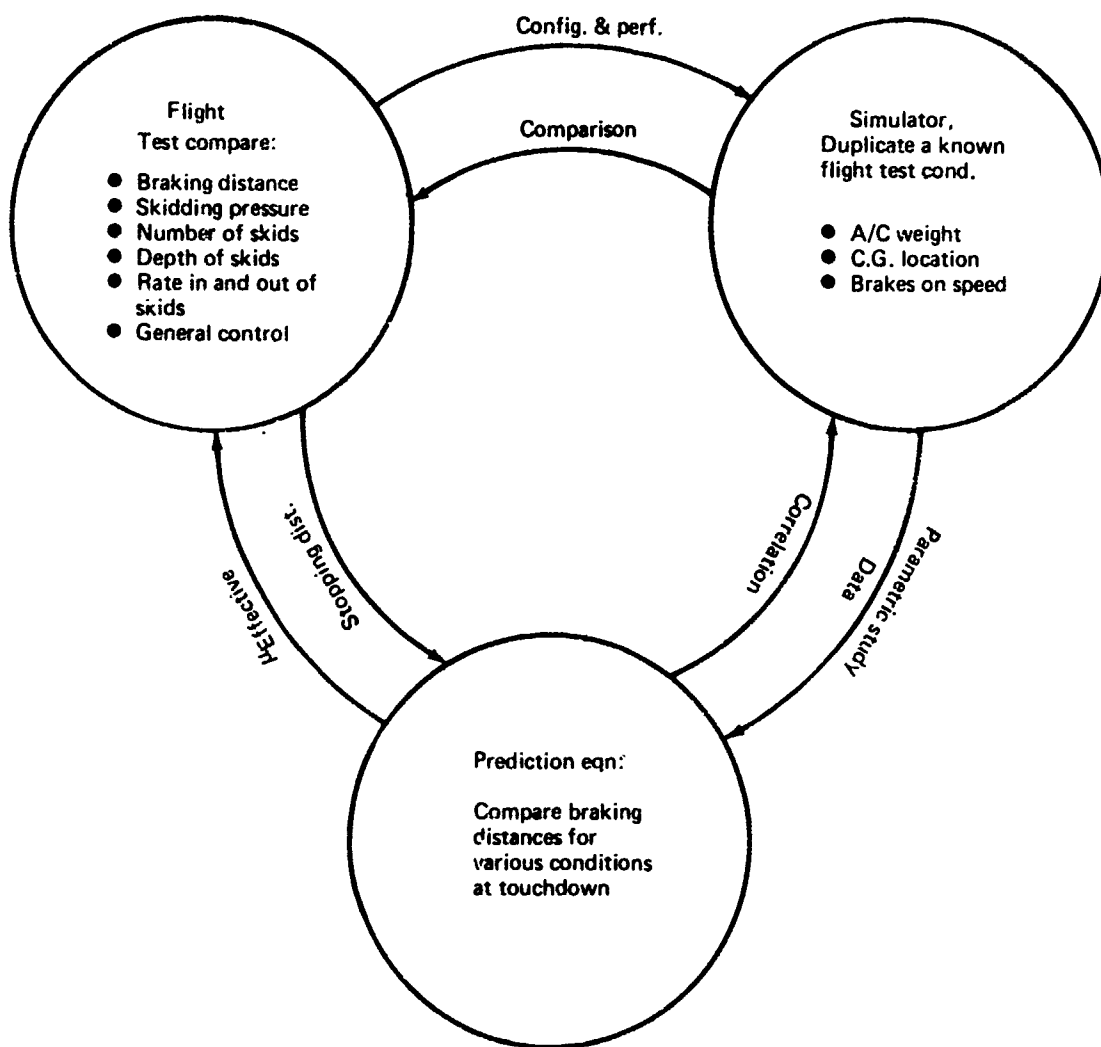 Config. & perf.
Comparison
Flight
Test compare:
● Braking distance
● Skidding pressure
● Number of skids
● Depth of skids
● Rate in and out of
skids
● General control
Simulator,
Duplicate a known
flight test cond.
● A/C weight
● C.G. location
● Brakes on speed
μEffective
Stopping dist.
Correlation
Data
Parametric study
Prediction eqn:
Compare braking
distances for
various conditions
at touchdown